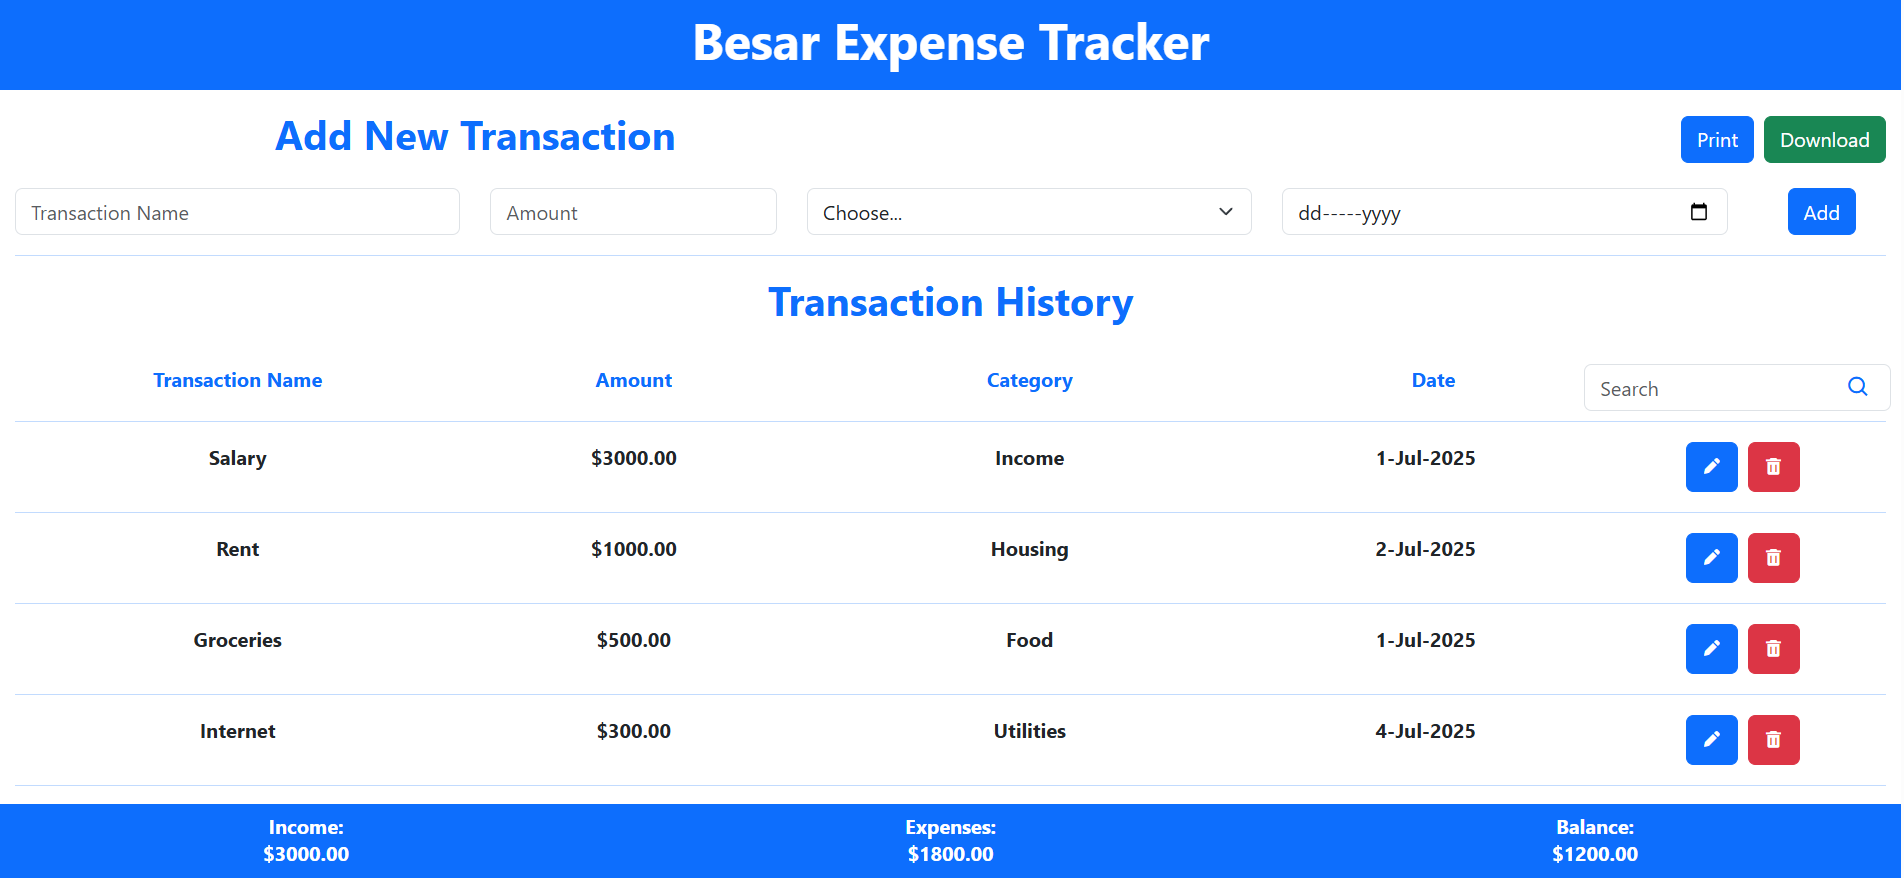 Besar Expense Tracker
Add New Transaction
Print Download
Transaction Name Amount Choose... dd-----yyyy Add
Transaction History
Transaction Name Amount Category Date Search
Salary $3000.00 Income 1-Jul-2025
Rent $1000.00 Housing 2-Jul-2025
Groceries $500.00 Food 1-Jul-2025
Internet $300.00 Utilities 4-Jul-2025
Income: Expenses: Balance:
$3000.00 $1800.00 $1200.00